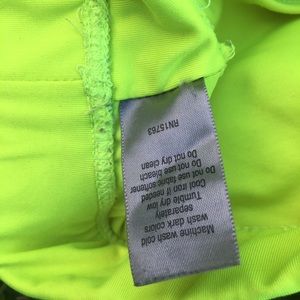 Machine wash cold
wash dark colors
separately
Tumble dry low
Cool iron if needed
Do not use fabric softener
Do not use bleach
Do not dry clean
RN15763